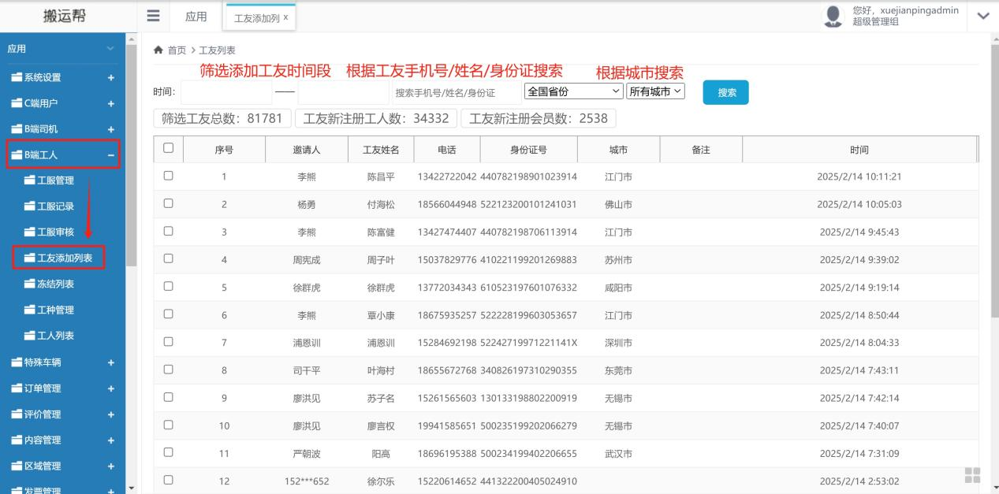 搬运帮
应用
工友添加列 x
您好，xuejianpingadmin
超级管理组
应用
系统设置
C端用户
B端司机
B端工人
工服管理
工服记录
工服审核
工友添加列表
冻结列表
工种管理
工人列表
特殊车辆
订单管理
评价管理
内容管理
区域管理
发票管理
首页 > 工友列表
筛选添加工友时间段 根据工友手机号/姓名/身份证搜索 根据城市搜索
时间： —— 搜索手机号/姓名/身份证 全国省份 所有城市 搜索
筛选工友总数：81781 工友新注册工人数：34332 工友新注册会员数：2538
序号 邀请人 工友姓名 电话 身份证号 城市 备注 时间
1 李熊 陈昌平 13422722042 440782198901023914 江门市 2025/2/14 10:11:21
2 杨勇 付海松 18566044948 522123200101241031 佛山市 2025/2/14 10:05:03
3 李熊 陈富健 13427474407 440782198706113914 江门市 2025/2/14 9:45:43
4 周宪成 周子叶 15037829776 410221199201269883 苏州市 2025/2/14 9:39:02
5 徐群虎 徐群虎 13772034343 610523197601076332 咸阳市 2025/2/14 9:19:14
6 李熊 覃小康 18675935257 522228199603053657 江门市 2025/2/14 8:50:44
7 浦恩训 浦恩训 15284692198 52242719971221141X 深圳市 2025/2/14 8:04:33
8 司干平 叶海村 18655672768 340826197310290355 东莞市 2025/2/14 7:43:11
9 廖洪见 苏子名 15261565603 130133198802200919 无锡市 2025/2/14 7:42:14
10 廖洪见 廖言权 19941585651 500235199202066279 无锡市 2025/2/14 7:40:07
11 严朝波 阳高 18696195388 500234199402206655 武汉市 2025/2/14 7:31:09
12 152***652 徐尔乐 15220614652 441322200405024910 2025/2/14 2:53:02